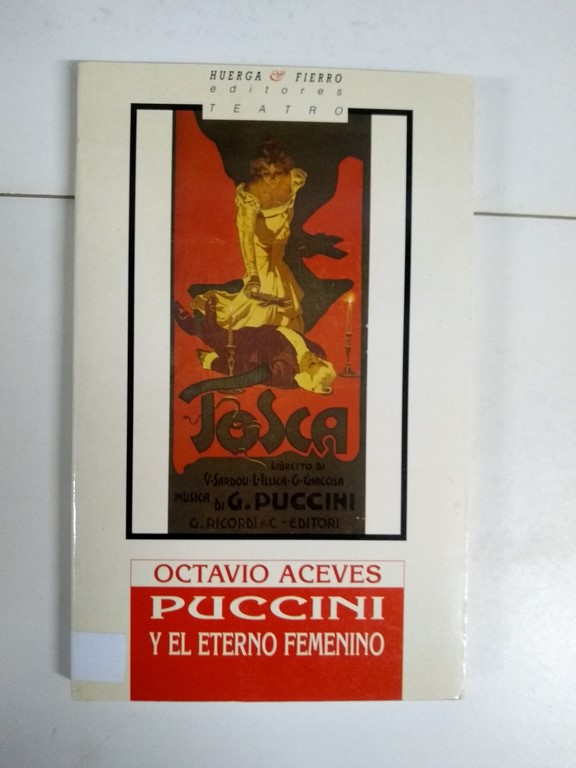 HUERGA & FIERRO
editores
TEATRO
TOSCA
LIBRETTO DI
V·SARDOU·L·ILLICA·G·GIACOSA
MUSICA DI G.PUCCINI
G.RICORDI & C-EDITORI
OCTAVIO ACEVES
PUCCINI
Y EL ETERNO FEMENINO